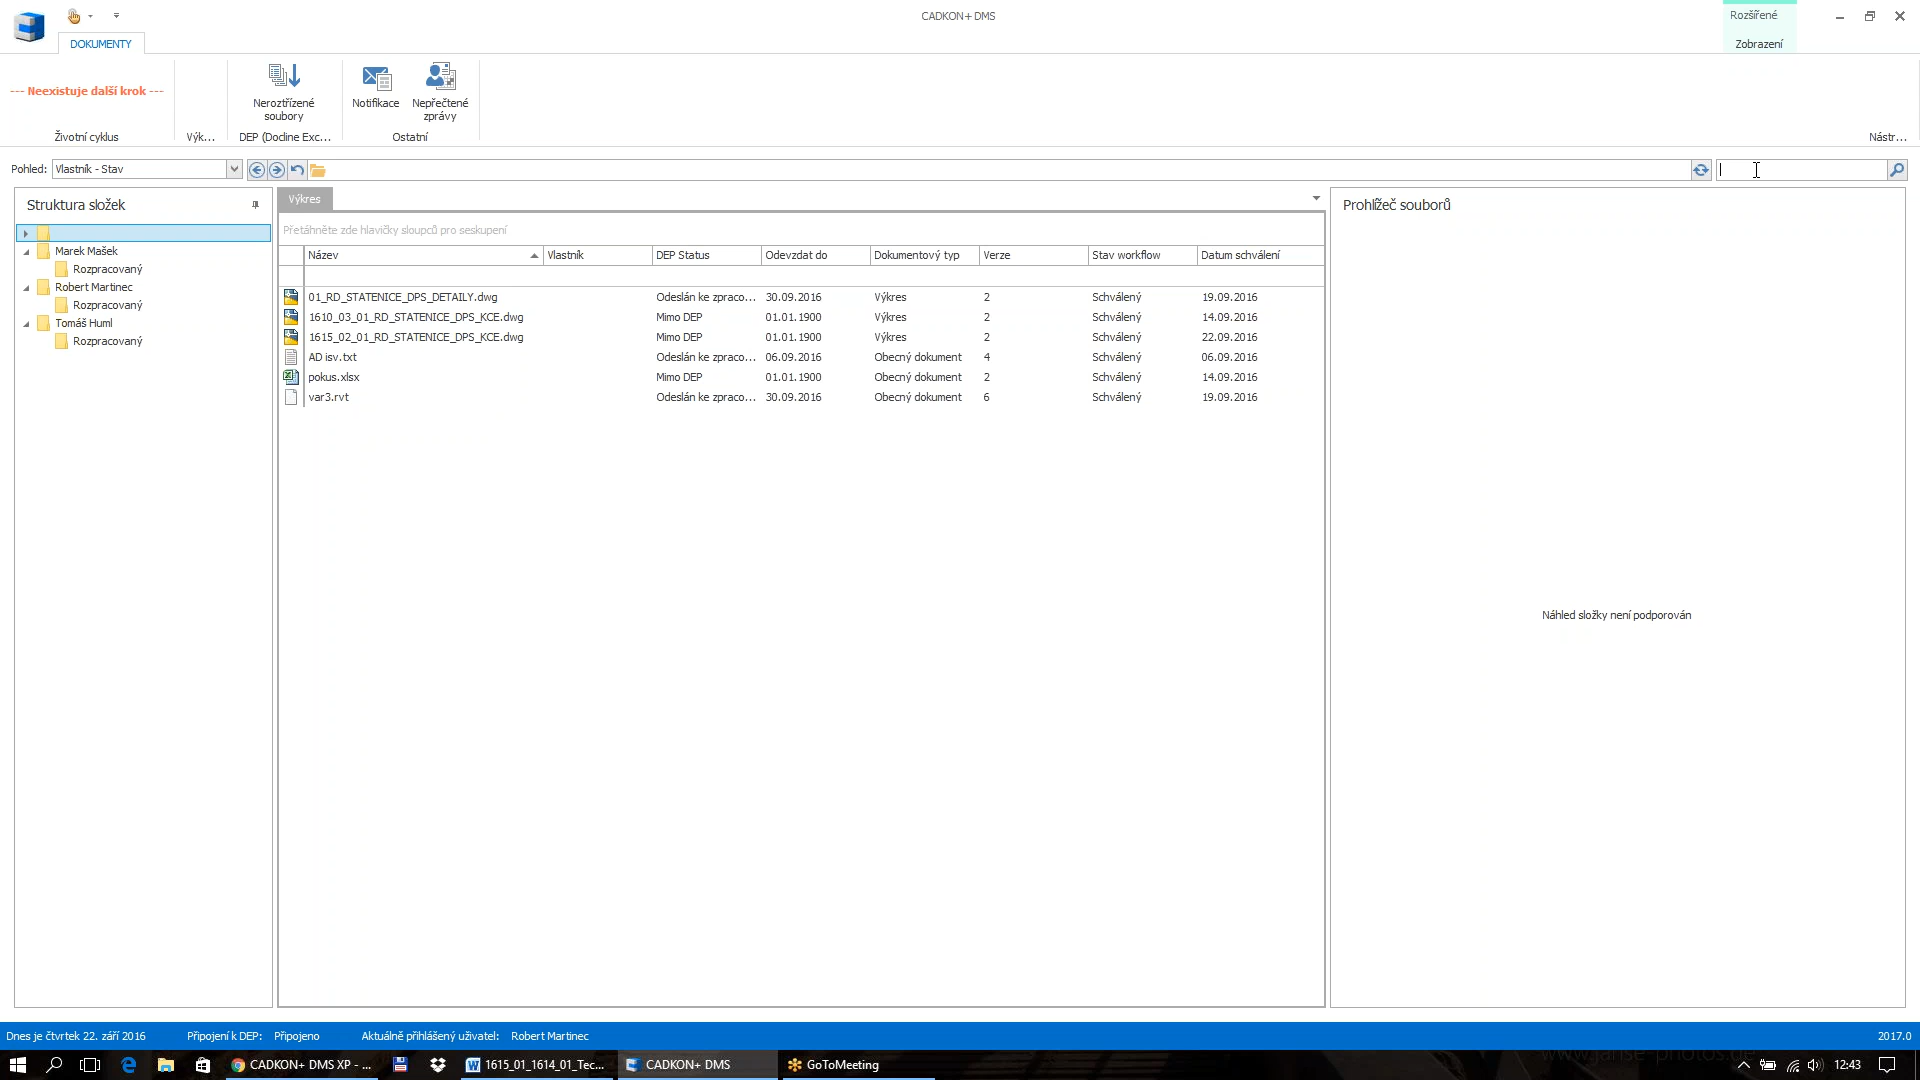 CADKON+ DMS
Rozšířené
DOKUMENTY
Zobrazení
--- Neexistuje další krok ---
Neroztřízené
soubory
Notifikace
Nepřečtené
zprávy
Životní cyklus
Výk...
DEP (Docline Exc...
Ostatní
Nástr...
Pohled:
Vlastník - Stav
Struktura složek
Marek Mašek
Rozpracovaný
Robert Martinec
Rozpracovaný
Tomáš Huml
Rozpracovaný
Výkres
Přetáhněte zde hlavičky sloupců pro seskupení
Název Vlastník DEP Status Odevzdat do Dokumentový typ Verze Stav workflow Datum schválení
01_RD_STATENICE_DPS_DETAILY.dwg Odeslán ke zpraco... 30.09.2016 Výkres 2 Schválený 19.09.2016
1610_03_01_RD_STATENICE_DPS_KCE.dwg Mimo DEP 01.01.1900 Výkres 2 Schválený 14.09.2016
1615_02_01_RD_STATENICE_DPS_KCE.dwg Mimo DEP 01.01.1900 Výkres 2 Schválený 22.09.2016
AD isv.txt Odeslán ke zpraco... 06.09.2016 Obecný dokument 4 Schválený 06.09.2016
pokus.xlsx Mimo DEP 01.01.1900 Obecný dokument 2 Schválený 14.09.2016
var3.rvt Odeslán ke zpraco... 30.09.2016 Obecný dokument 6 Schválený 19.09.2016
Prohlížeč souborů
Náhled složky není podporován
Dnes je čtvrtek 22. září 2016 Připojení k DEP: Připojeno Aktuálně přihlášený uživatel: Robert Martinec 2017.0
CADKON+ DMS XP - ... 1615_01_1614_01_Tec... CADKON+ DMS GoToMeeting 12:43